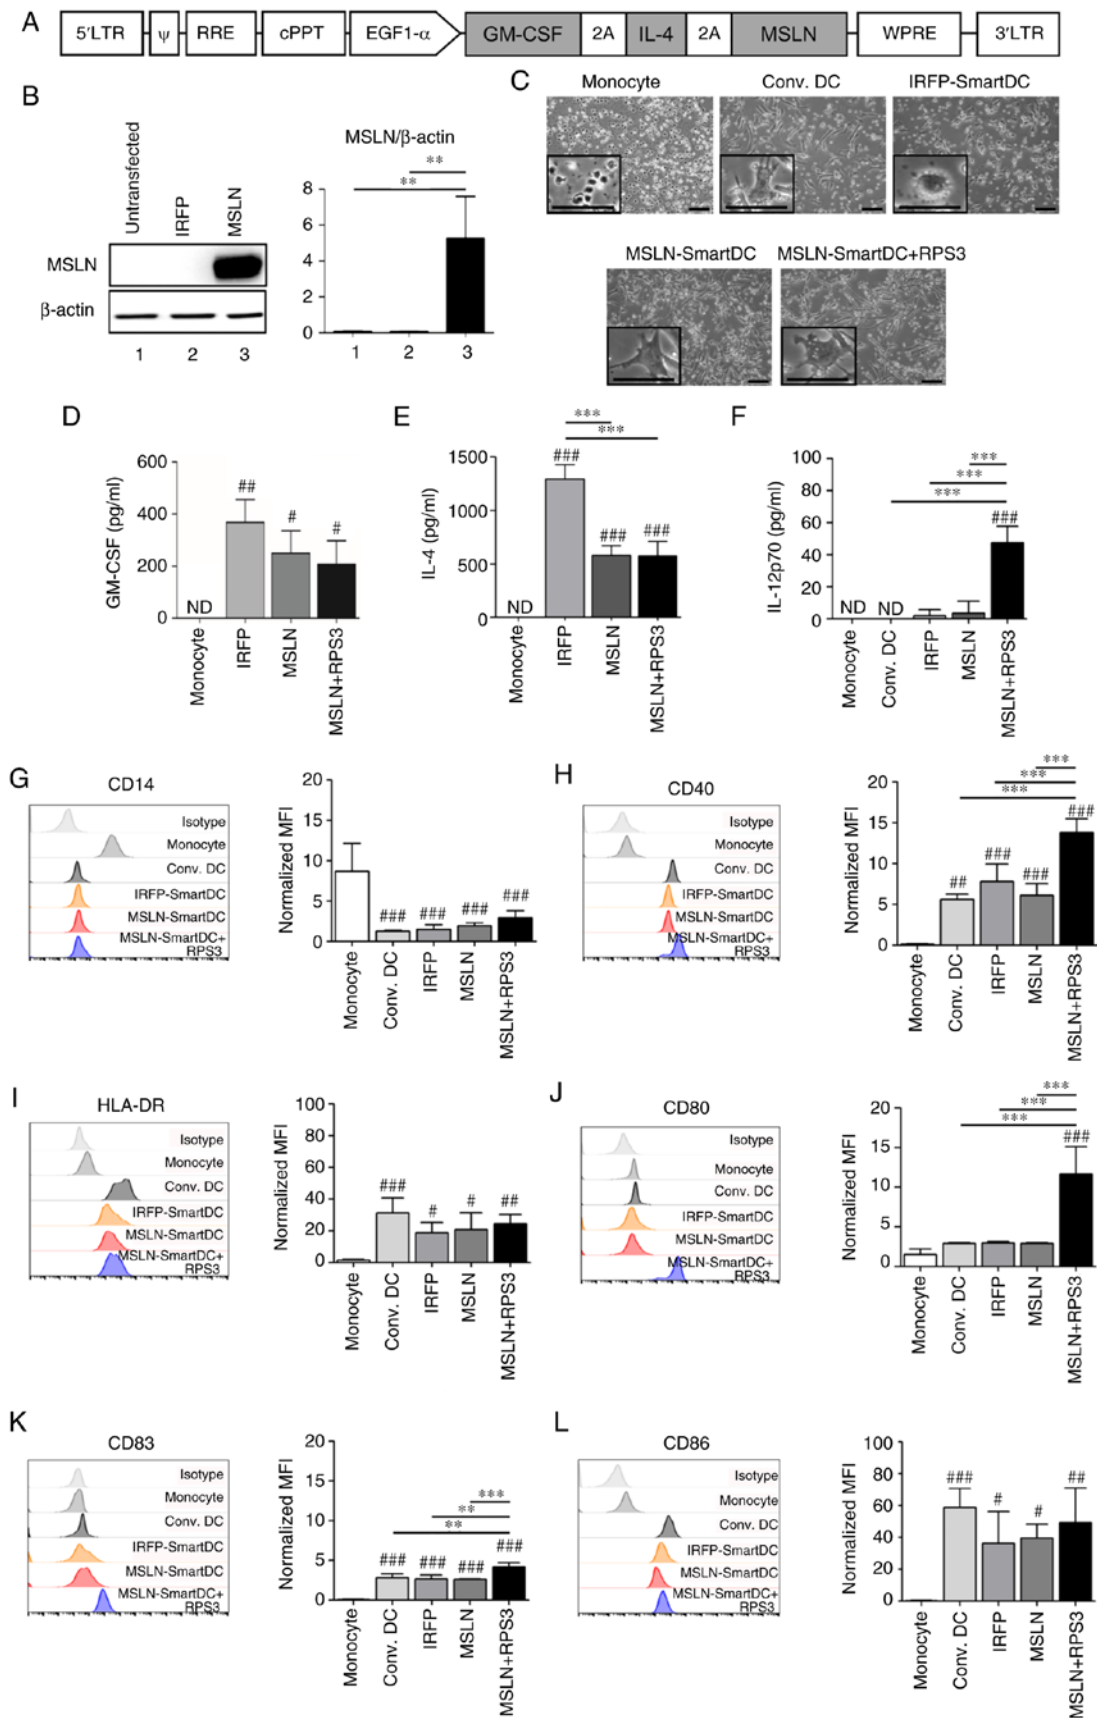 A
5′LTR ψ RRE cPPT EGF1-α GM-CSF 2A IL-4 2A MSLN WPRE 3′LTR
B
Untransfected
IRFP
MSLN
MSLN
β-actin
1 2 3
MSLN/β-actin
**
**
8
6
4
2
0
1 2 3
C
Monocyte Conv. DC IRFP-SmartDC
MSLN-SmartDC MSLN-SmartDC+RPS3
D
GM-CSF (pg/ml)
600
400
200
0
ND ## # #
Monocyte
IRFP
MSLN
MSLN+RPS3
E
IL-4 (pg/ml)
1500
1000
500
0
***
***
ND ### ### ###
Monocyte
IRFP
MSLN
MSLN+RPS3
F
IL-12p70 (pg/ml)
100
80
60
40
20
0
***
***
***
ND ND ###
Monocyte
Conv. DC
IRFP
MSLN
MSLN+RPS3
G
CD14
Isotype
Monocyte
Conv. DC
IRFP-SmartDC
MSLN-SmartDC
MSLN-SmartDC+
RPS3
Normalized MFI
20
15
10
5
0
### ### ### ###
Monocyte
Conv. DC
IRFP
MSLN
MSLN+RPS3
H
CD40
Isotype
Monocyte
Conv. DC
IRFP-SmartDC
MSLN-SmartDC
MSLN-SmartDC+
RPS3
Normalized MFI
20
15
10
5
0
***
***
***
## ### ### ###
Monocyte
Conv. DC
IRFP
MSLN
MSLN+RPS3
I
HLA-DR
Isotype
Monocyte
Conv. DC
IRFP-SmartDC
MSLN-SmartDC
MSLN-SmartDC+
RPS3
Normalized MFI
100
80
60
40
20
0
### # # ##
Monocyte
Conv. DC
IRFP
MSLN
MSLN+RPS3
J
CD80
Isotype
Monocyte
Conv. DC
IRFP-SmartDC
MSLN-SmartDC
MSLN-SmartDC+
RPS3
Normalized MFI
20
15
10
5
0
***
***
***
###
Monocyte
Conv. DC
IRFP
MSLN
MSLN+RPS3
K
CD83
Isotype
Monocyte
Conv. DC
IRFP-SmartDC
MSLN-SmartDC
MSLN-SmartDC+
RPS3
Normalized MFI
20
15
10
5
0
***
**
**
### ### ### ###
Monocyte
Conv. DC
IRFP
MSLN
MSLN+RPS3
L
CD86
Isotype
Monocyte
Conv. DC
IRFP-SmartDC
MSLN-SmartDC
MSLN-SmartDC+
RPS3
Normalized MFI
100
80
60
40
20
0
### # # ##
Monocyte
Conv. DC
IRFP
MSLN
MSLN+RPS3